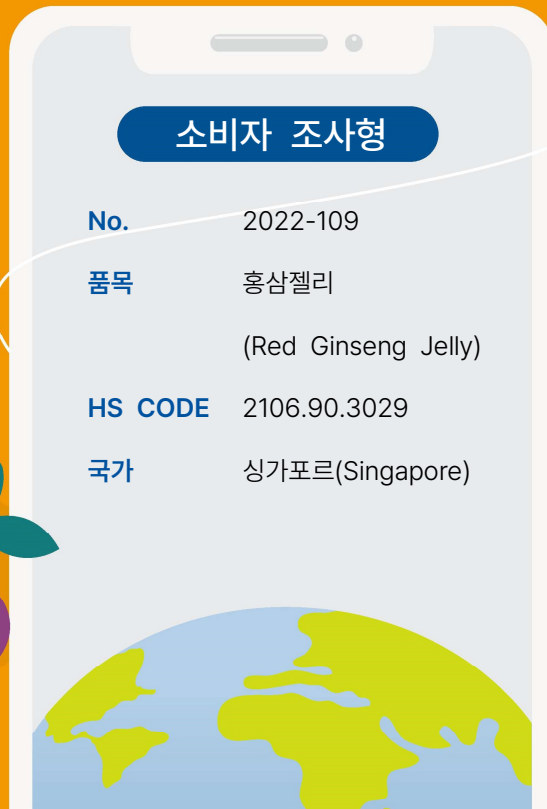 소비자 조사형
No. 2022-109
품목 홍삼젤리
(Red Ginseng Jelly)
HS CODE 2106.90.3029
국가 싱가포르(Singapore)